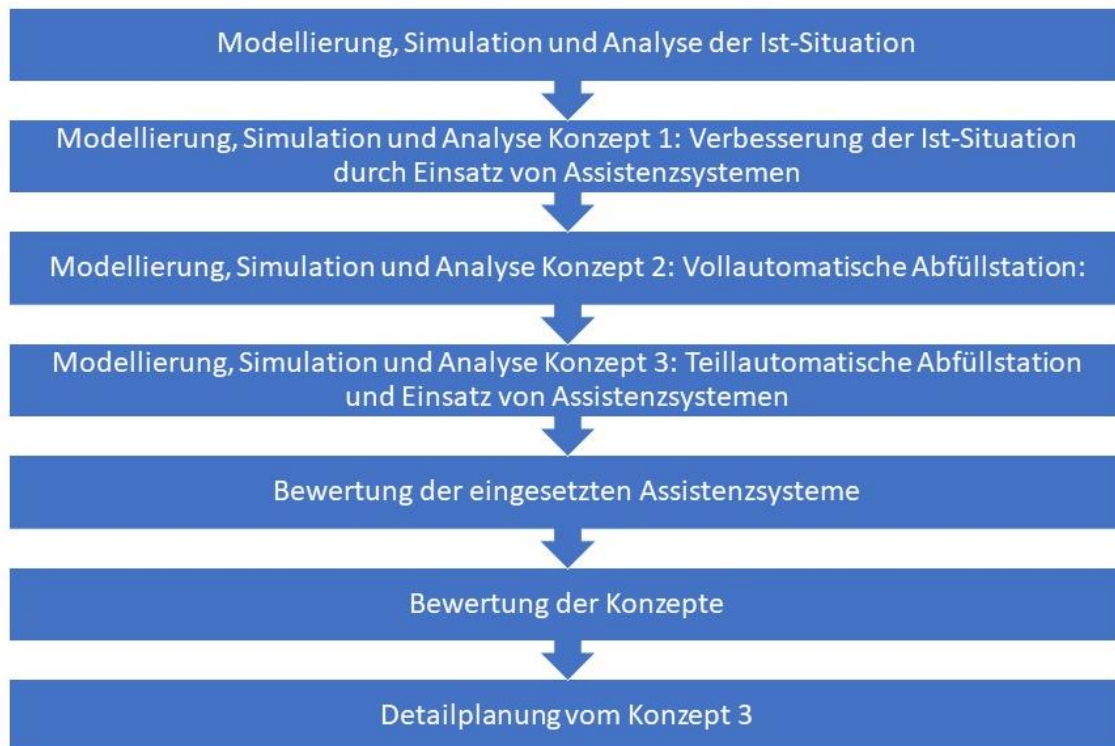 Modellierung, Simulation und Analyse der Ist-Situation
Modellierung, Simulation und Analyse Konzept 1: Verbesserung der Ist-Situation
durch Einsatz von Assistenzsystemen
Modellierung, Simulation und Analyse Konzept 2: Vollautomatische Abfüllstation:
Modellierung, Simulation und Analyse Konzept 3: Teillautomatische Abfüllstation
und Einsatz von Assistenzsystemen
Bewertung der eingesetzten Assistenzsysteme
Bewertung der Konzepte
Detailplanung vom Konzept 3